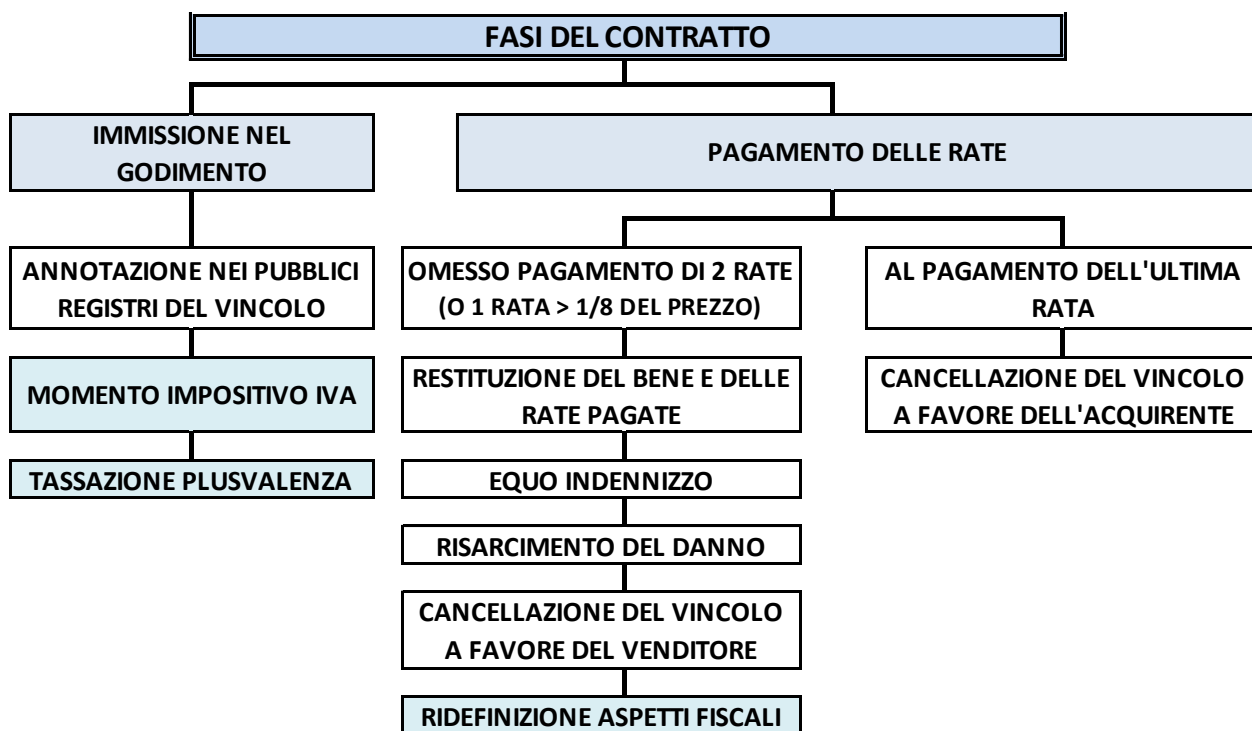 FASI DEL CONTRATTO
IMMISSIONE NEL
GODIMENTO
PAGAMENTO DELLE RATE
ANNOTAZIONE NEI PUBBLICI
REGISTRI DEL VINCOLO
OMESSO PAGAMENTO DI 2 RATE
(O 1 RATA > 1/8 DEL PREZZO)
AL PAGAMENTO DELL'ULTIMA
RATA
MOMENTO IMPOSITIVO IVA
RESTITUZIONE DEL BENE E DELLE
RATE PAGATE
CANCELLAZIONE DEL VINCOLO
A FAVORE DELL'ACQUIRENTE
TASSAZIONE PLUSVALENZA
EQUO INDENNIZZO
RISARCIMENTO DEL DANNO
CANCELLAZIONE DEL VINCOLO
A FAVORE DEL VENDITORE
RIDEFINIZIONE ASPETTI FISCALI